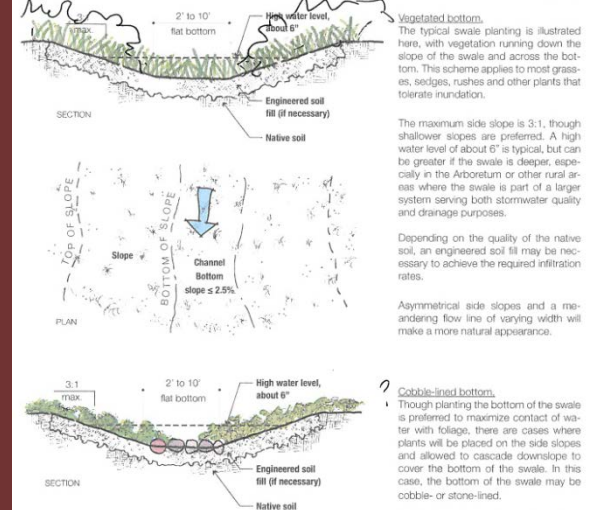 3:1
max.
2' to 10'
flat bottom
High water level,
about 6"
Engineered soil
fill (if necessary)
Native soil
SECTION
Vegetated bottom.
The typical swale planting is illustrated
here, with vegetation running down the
slope of the swale and across the bot-
tom. This scheme applies to most grass-
es, sedges, rushes and other plants that
tolerate inundation.
The maximum side slope is 3:1, though
shallower slopes are preferred. A high
water level of about 6" is typical, but can
be greater if the swale is deeper, espe-
cially in the Arboretum or other rural ar-
eas where the swale is part of a larger
system serving both stormwater quality
and drainage purposes.
Depending on the quality of the native
soil, an engineered soil fill may be nec-
essary to achieve the required infiltration
rates.
Asymmetrical side slopes and a me-
andering flow line of varying width will
make a more natural appearance.
TOP OF SLOPE
Slope
BOTTOM OF SLOPE
Channel
Bottom
slope ≤ 2.5%
PLAN
3:1
max.
2' to 10'
flat bottom
High water level,
about 6"
Engineered soil
fill (if necessary)
Native soil
SECTION
?
Cobble-lined bottom.
Though planting the bottom of the swale
is preferred to maximize contact of wa-
ter with foliage, there are cases where
plants will be placed on the side slopes
and allowed to cascade downslope to
cover the bottom of the swale. In this
case, the bottom of the swale may be
cobble- or stone-lined.